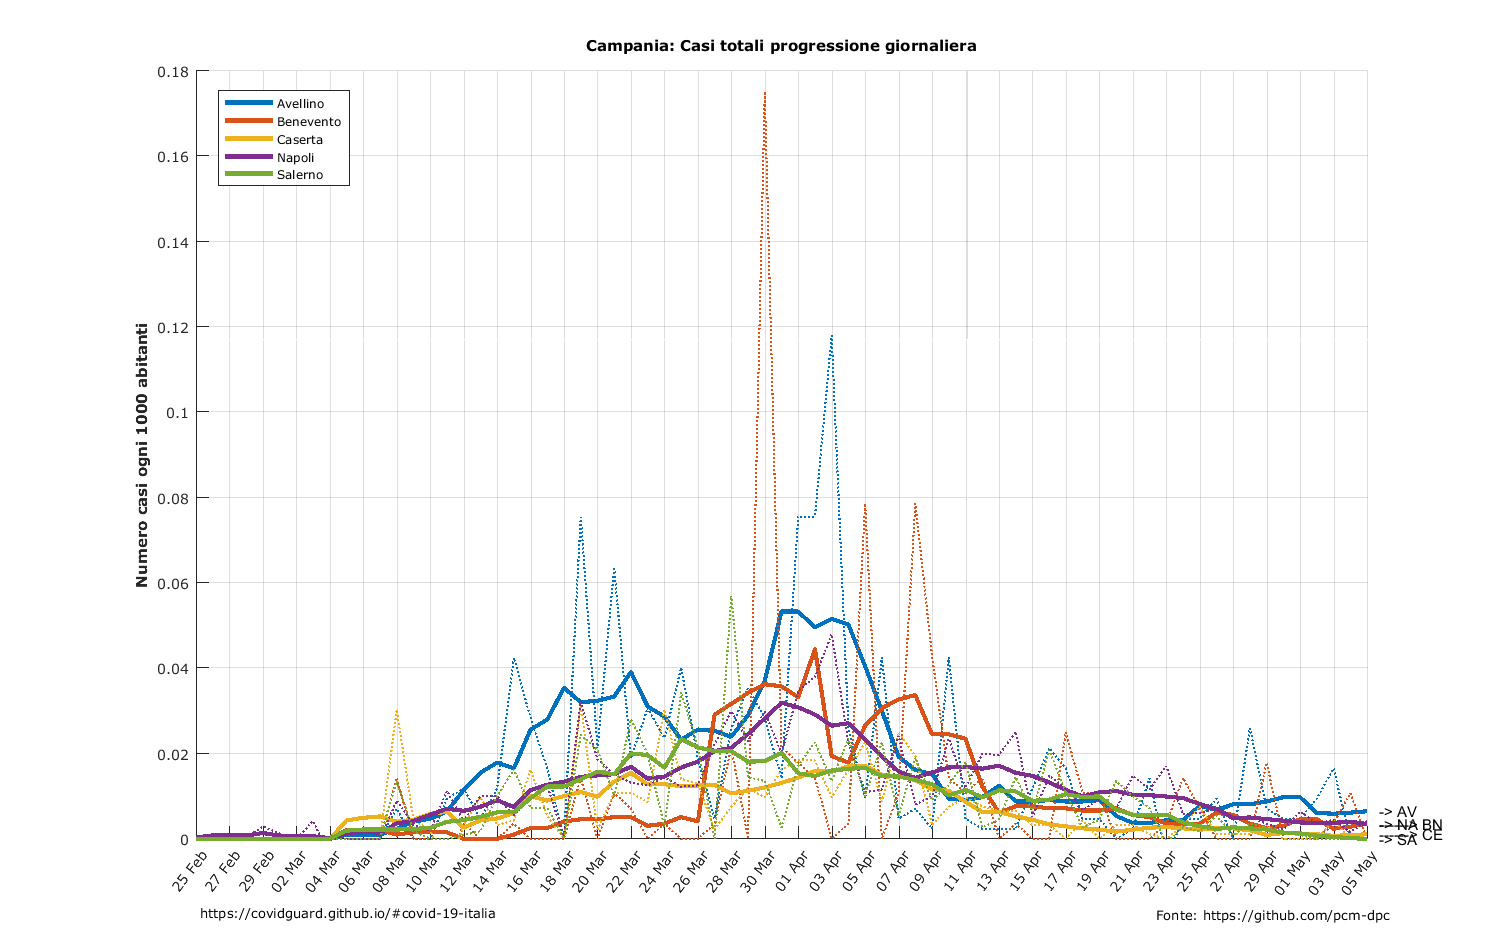 Campania: Casi totali progressione giornaliera
Numero casi ogni 1000 abitanti
0.18
0.16
0.14
0.12
0.1
0.08
0.06
0.04
0.02
0
Avellino
Benevento
Caserta
Napoli
Salerno
25 Feb
27 Feb
29 Feb
02 Mar
04 Mar
06 Mar
08 Mar
10 Mar
12 Mar
14 Mar
16 Mar
18 Mar
20 Mar
22 Mar
24 Mar
26 Mar
28 Mar
30 Mar
01 Apr
03 Apr
05 Apr
07 Apr
09 Apr
11 Apr
13 Apr
15 Apr
17 Apr
19 Apr
21 Apr
23 Apr
25 Apr
27 Apr
29 Apr
01 May
03 May
05 May
-> AV
-> NA
BN
-> CE
-> SA
https://covidguard.github.io/#covid-19-italia
Fonte: https://github.com/pcm-dpc